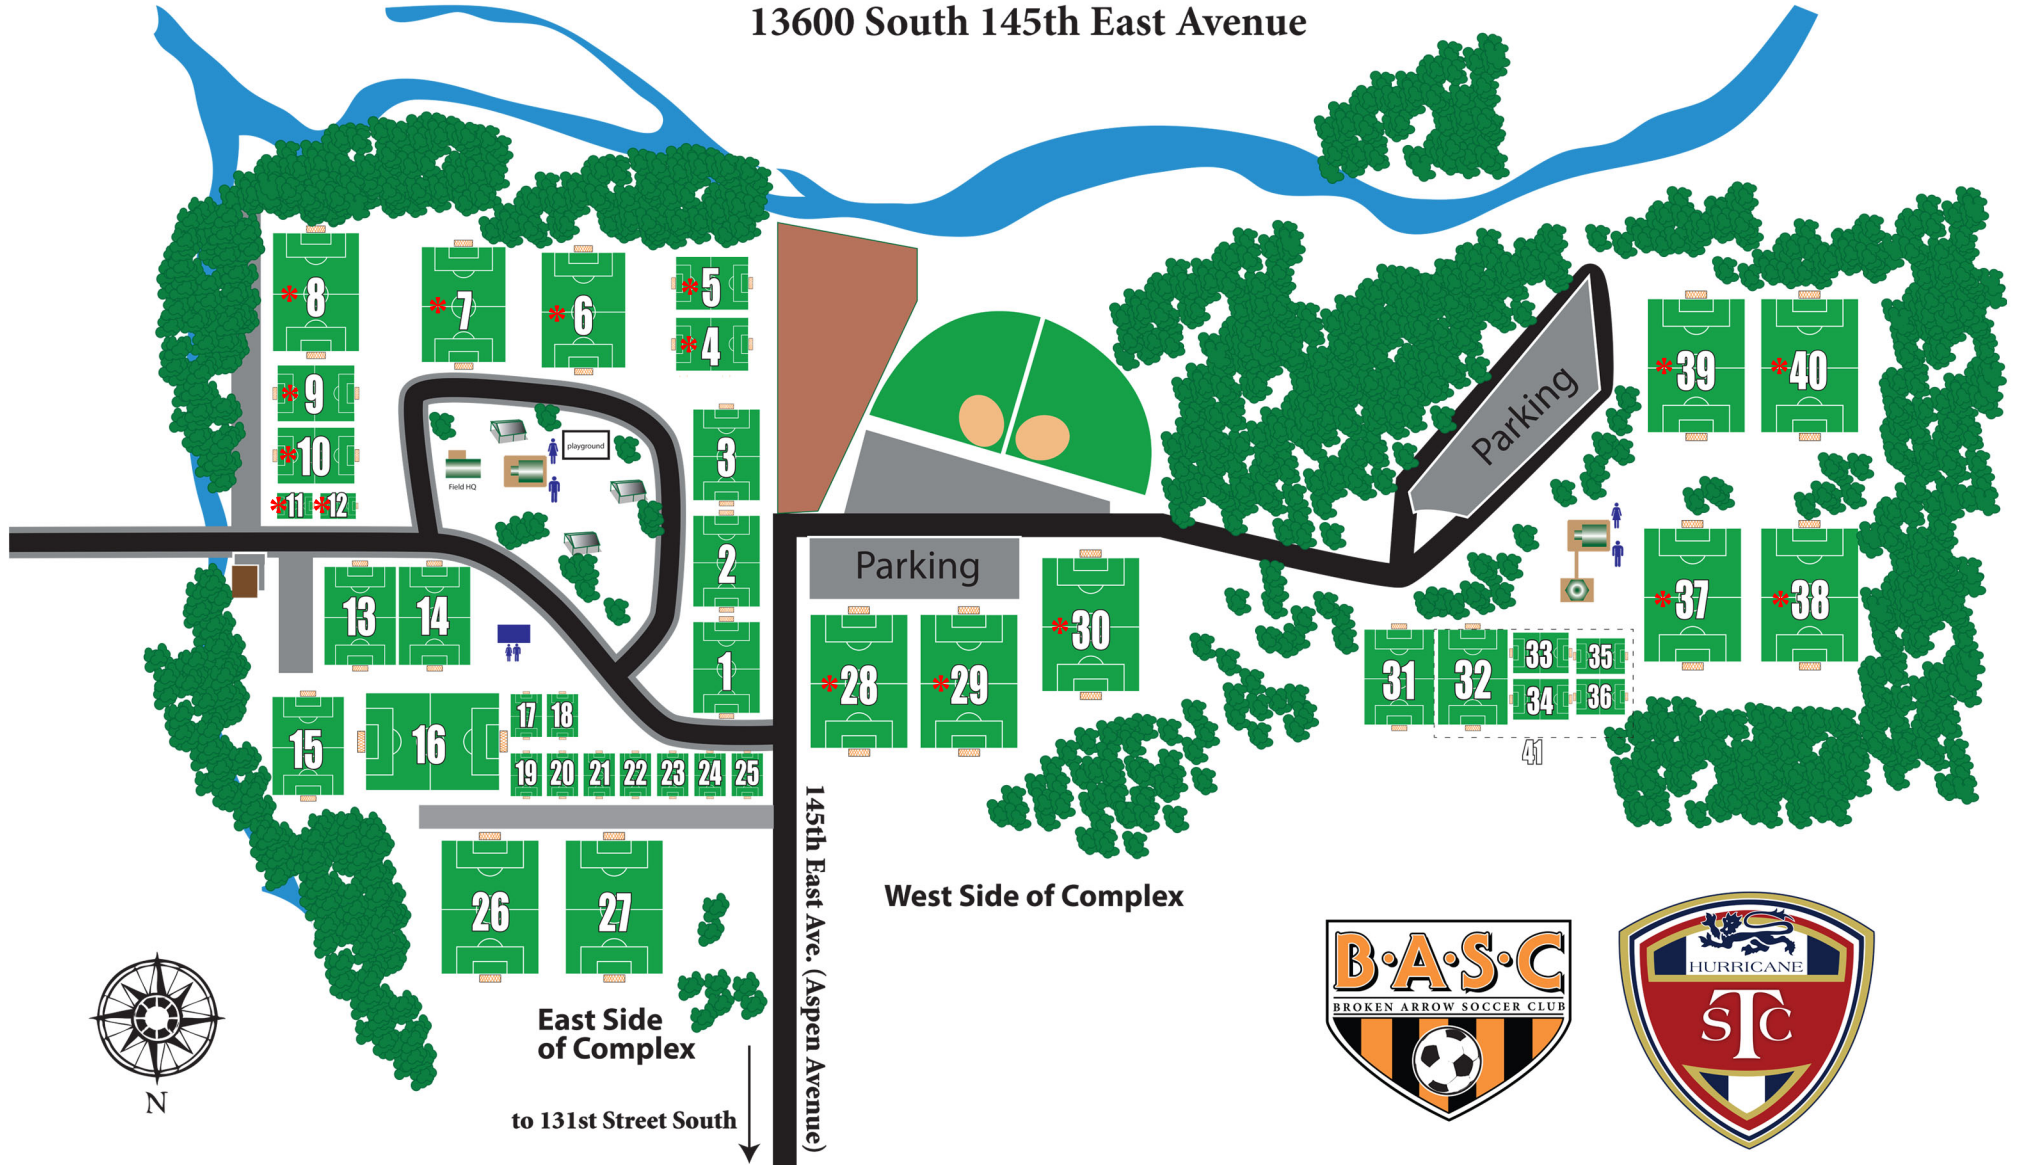 13600 South 145th East Avenue
* 8
* 7
* 6
* 5
* 4
* 9
* 10
* 11
* 12
3
2
1
Field HQ
playground
Parking
Parking
* 39
* 40
* 37
* 38
13
14
15
16
17
18
19
20
21
22
23
24
25
26
27
* 28
* 29
* 30
31
32
33
34
35
36
41
145th East Ave. (Aspen Avenue)
West Side of Complex
East Side
of Complex
to 131st Street South
N
B·A·S·C
BROKEN ARROW SOCCER CLUB
HURRICANE
STC